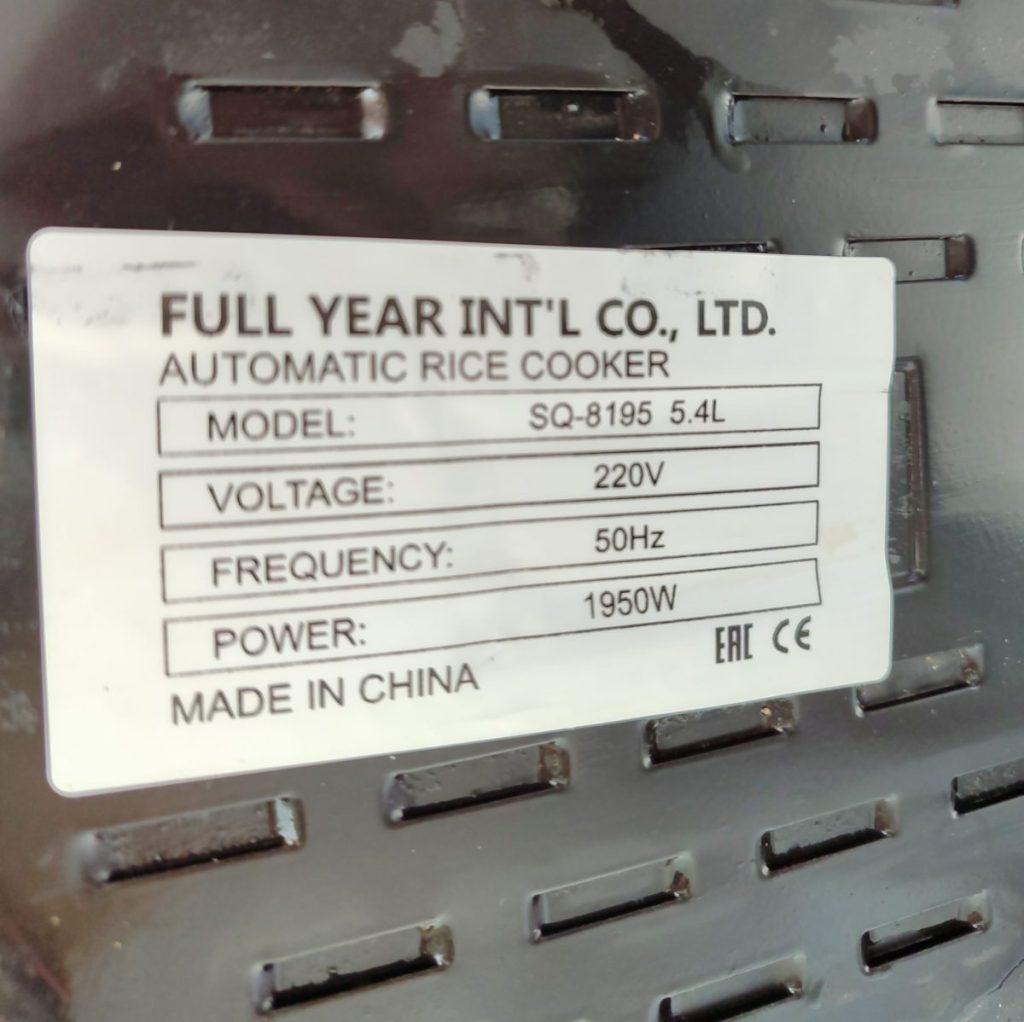 FULL YEAR INT'L CO., LTD.
AUTOMATIC RICE COOKER
MODEL: SQ-8195 5.4L
VOLTAGE: 220V
FREQUENCY: 50Hz
POWER: 1950W
EAC CE
MADE IN CHINA